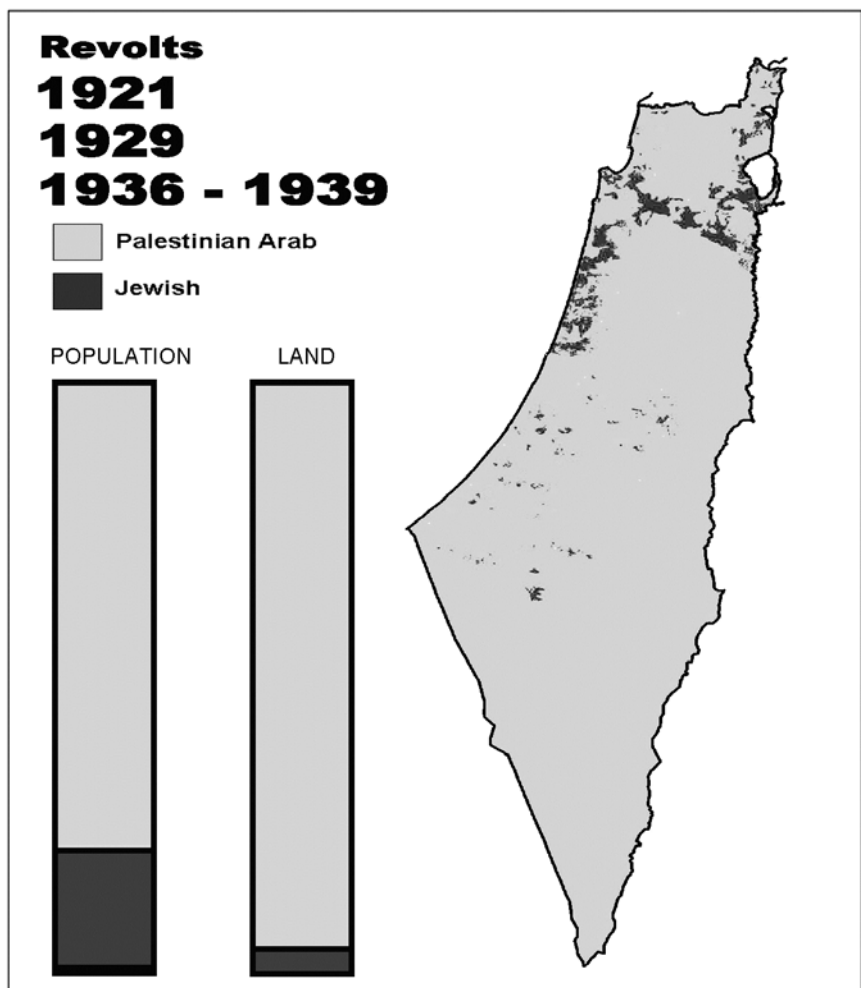 Revolts
1921
1929
1936 - 1939
Palestinian Arab
Jewish
POPULATION
LAND